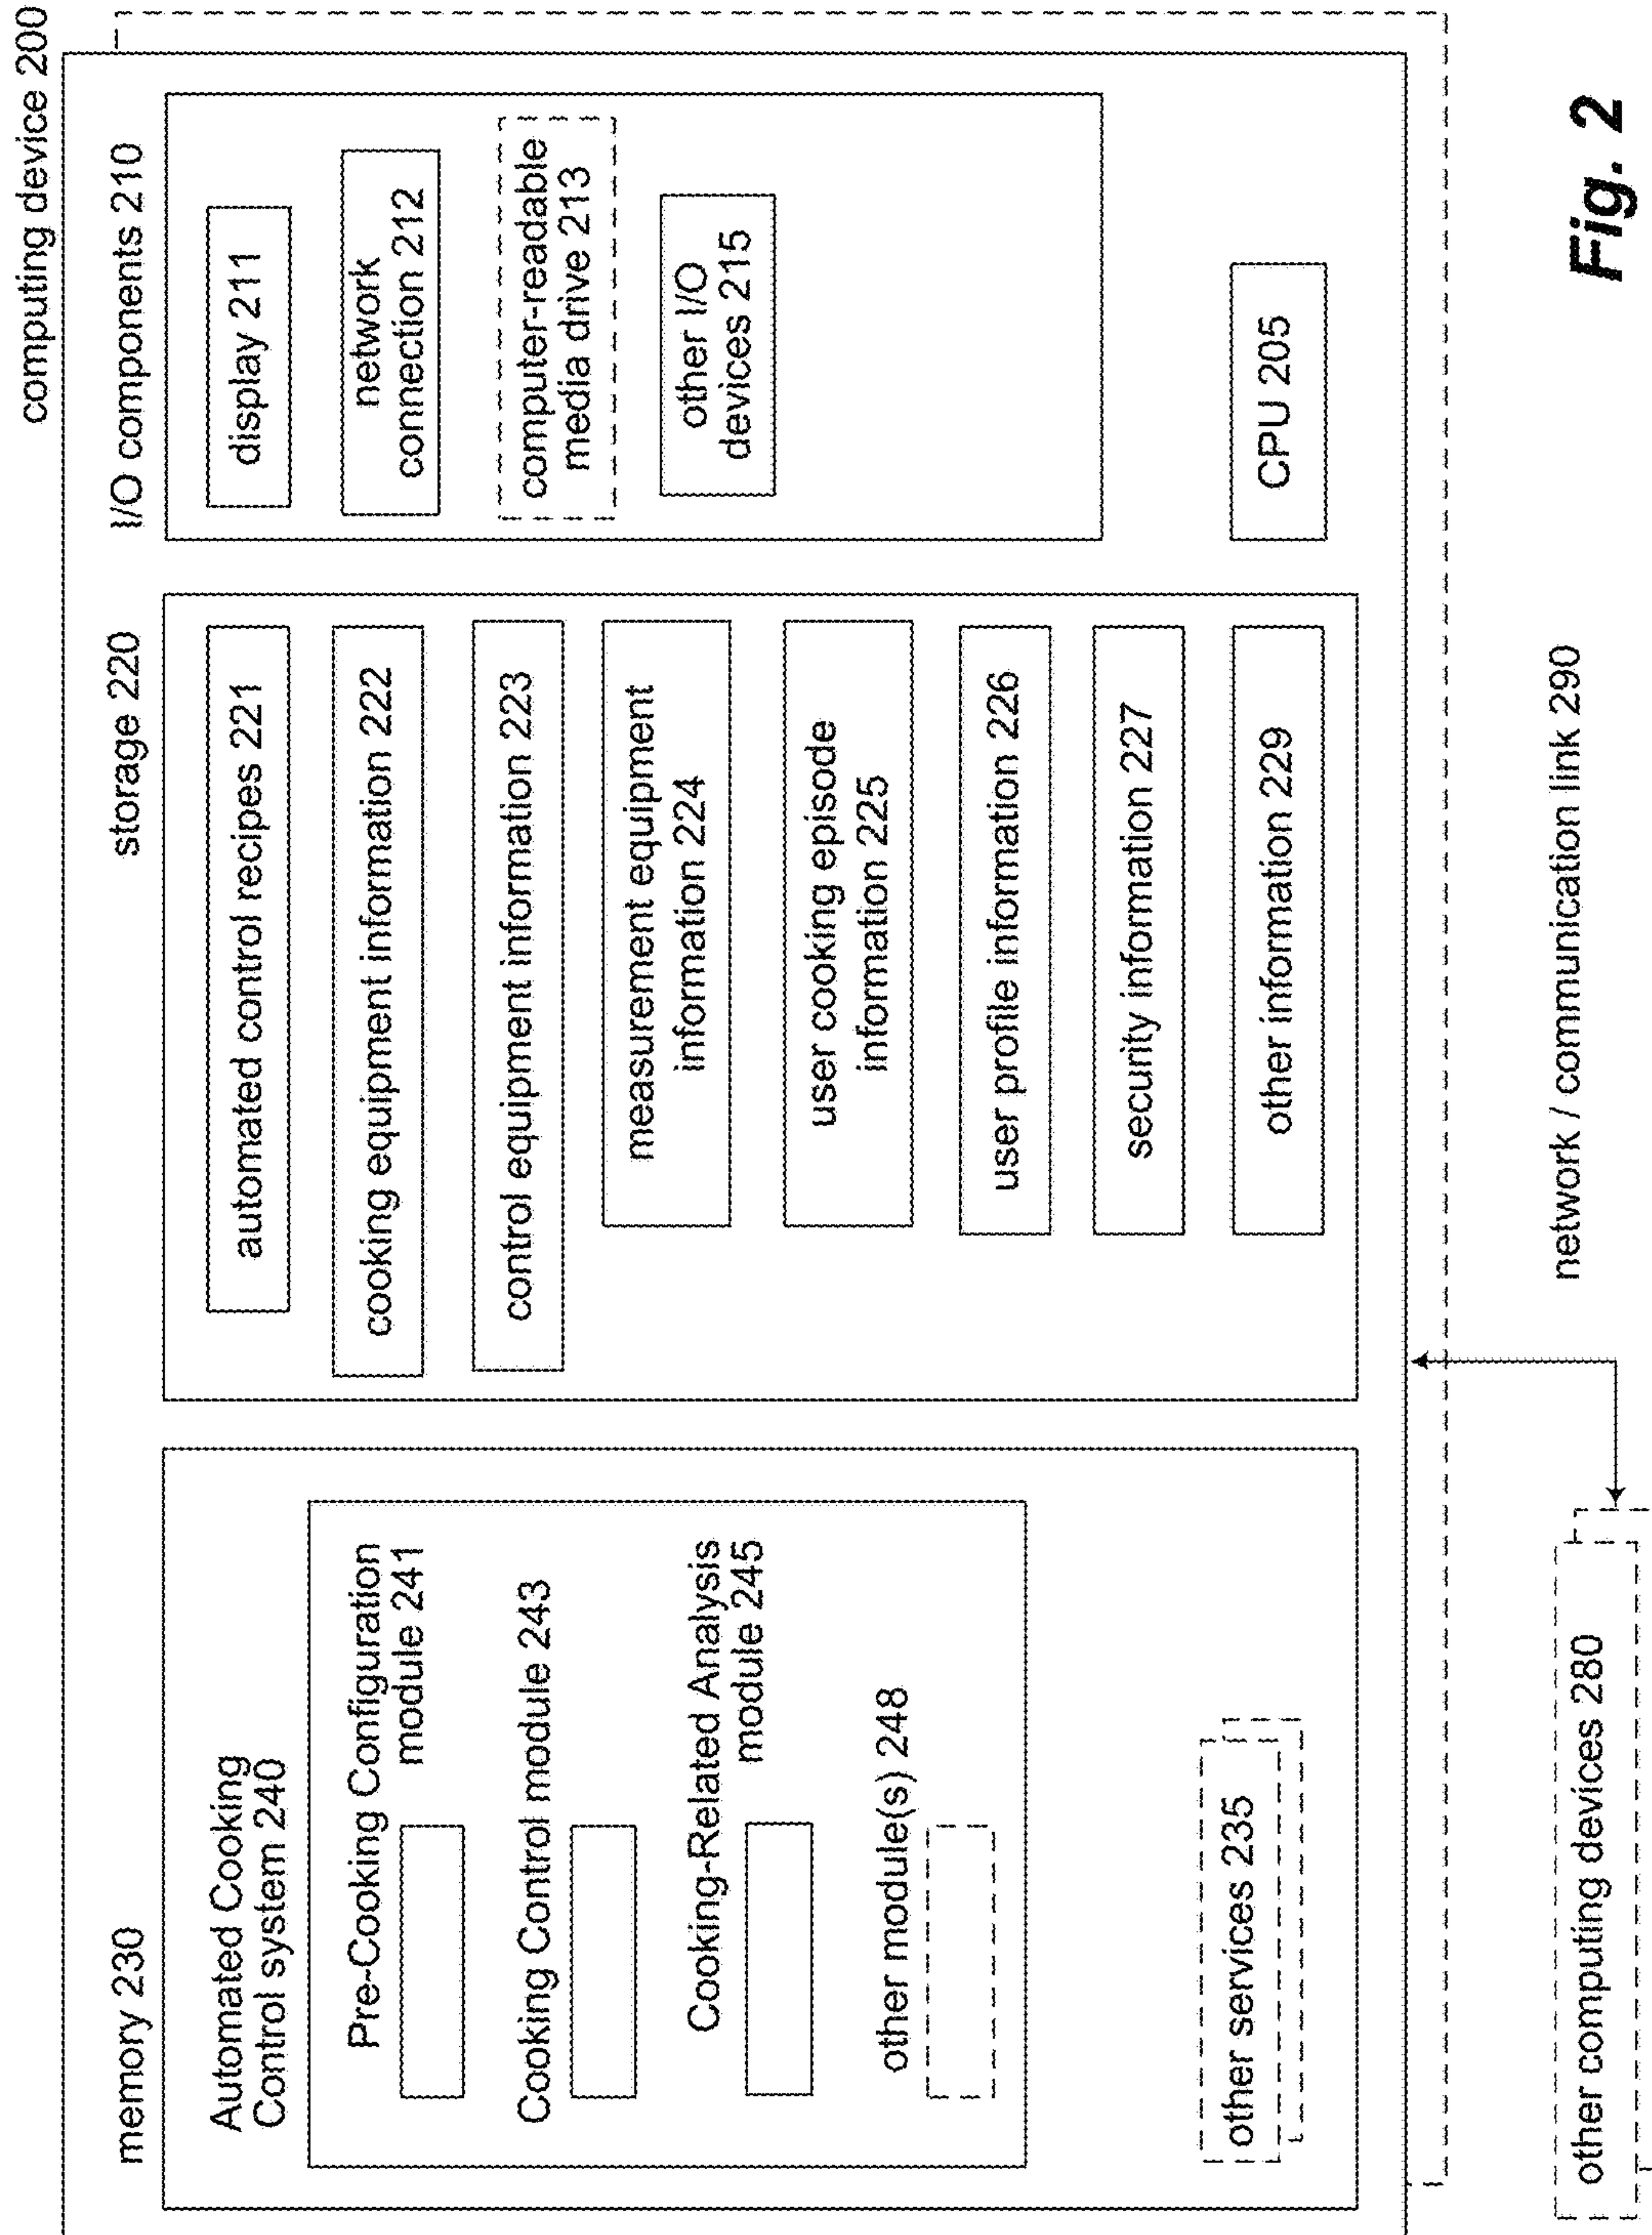 computing device 200
memory 230
Automated Cooking
Control system 240
Pre-Cooking Configuration
module 241
Cooking Control module 243
Cooking-Related Analysis
module 245
other module(s) 248
other services 235
storage 220
automated control recipes 221
cooking equipment information 222
control equipment information 223
measurement equipment
information 224
user cooking episode
information 225
user profile information 226
security information 227
other information 229
I/O components 210
display 211
network
connection 212
computer-readable
media drive 213
other I/O
devices 215
CPU 205
other computing devices 280
network / communication link 290
Fig. 2